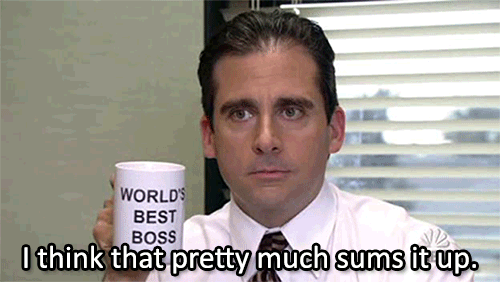 WORLD'S
BEST
BOSS
I think that pretty much sums it up.